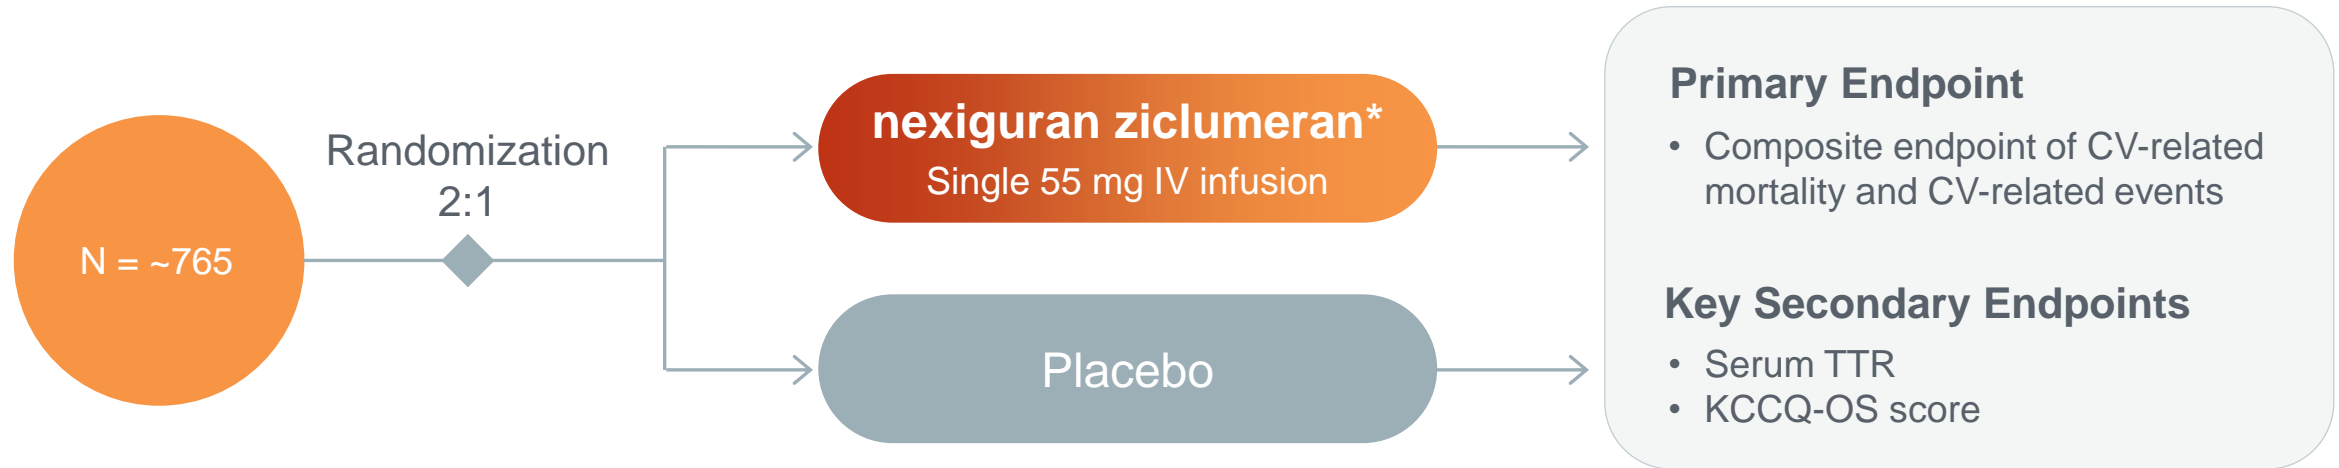 N = ~765
Randomization
2:1
nexiguran ziclumeran*
Single 55 mg IV infusion
Placebo
Primary Endpoint
• Composite endpoint of CV-related
mortality and CV-related events
Key Secondary Endpoints
• Serum TTR
• KCCQ-OS score